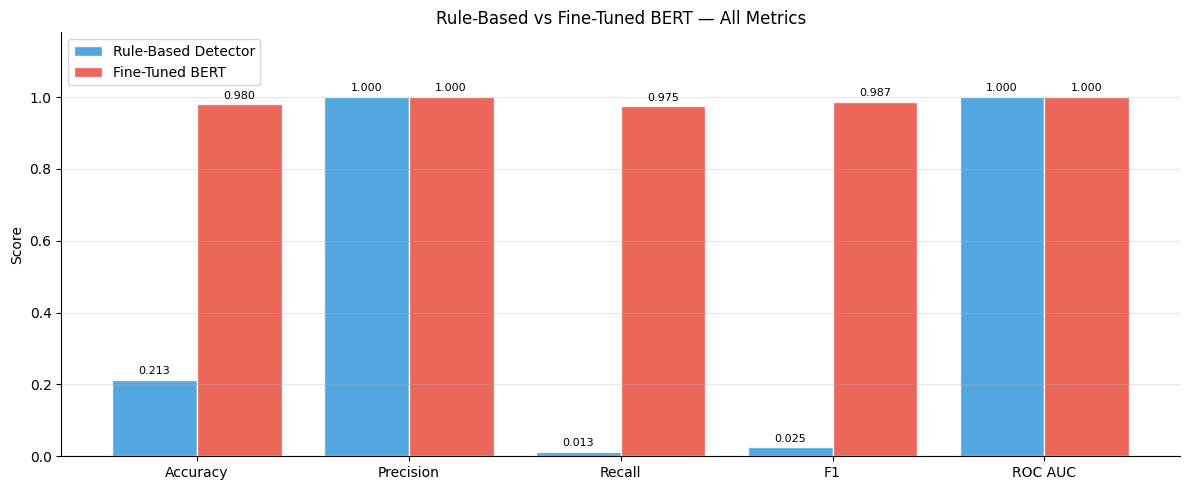 Rule-Based vs Fine-Tuned BERT — All Metrics
Rule-Based Detector
Fine-Tuned BERT
Score
1.0
0.8
0.6
0.4
0.2
0.0
0.213
0.980
1.000
1.000
0.013
0.975
0.025
0.987
1.000
1.000
Accuracy
Precision
Recall
F1
ROC AUC